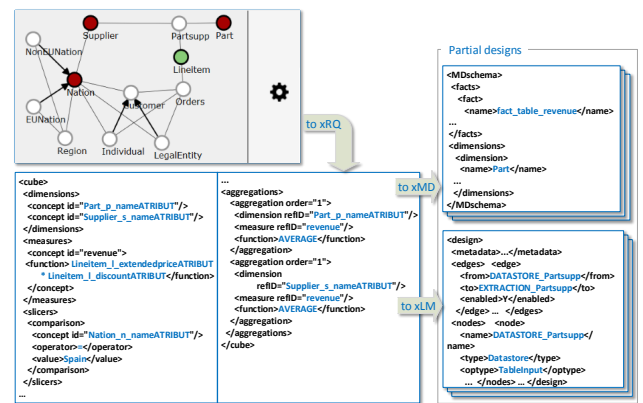 Supplier
Partsupp
Part
NonEUNation
Lineitem
Nation
Customer
Orders
EUNation
Region
Individual
LegalEntity
to xRQ
<cube>
<dimensions>
<concept id="Part_p_nameATRIBUT"/>
<concept id="Supplier_s_nameATRIBUT"/>
</dimensions>
<measures>
<concept id="revenue">
<function> Lineitem_l_extendedpriceATRIBUT
* Lineitem_l_discountATRIBUT</function>
</concept>
</measures>
<slicers>
<comparison>
<concept id="Nation_n_nameATRIBUT"/>
<operator>=</operator>
<value>Spain</value>
</comparison>
</slicers>
...
...
<aggregations>
<aggregation order="1">
<dimension refID="Part_p_nameATRIBUT"/>
<measure refID="revenue"/>
<function>AVERAGE</function>
</aggregation>
<aggregation order="1">
<dimension
refID="Supplier_s_nameATRIBUT"/>
<measure refID="revenue"/>
<function>AVERAGE</function>
</aggregation>
</aggregations>
</cube>
to xMD
to xLM
Partial designs
<MDschema>
<facts>
<fact>
<name>fact_table_revenue</name>
...
</facts>
<dimensions>
<dimension>
<name>Part</name>
...
</dimensions>
</MDschema>
<design>
<metadata>...</metadata>
<edges> <edge>
<from>DATASTORE_Partsupp</from>
<to>EXTRACTION_Partsupp</to>
<enabled>Y</enabled>
</edge> ... </edges>
<nodes> <node>
<name>DATASTORE_Partsupp</
name>
<type>Datastore</type>
<optype>TableInput</optype>
... </nodes> ... </design>